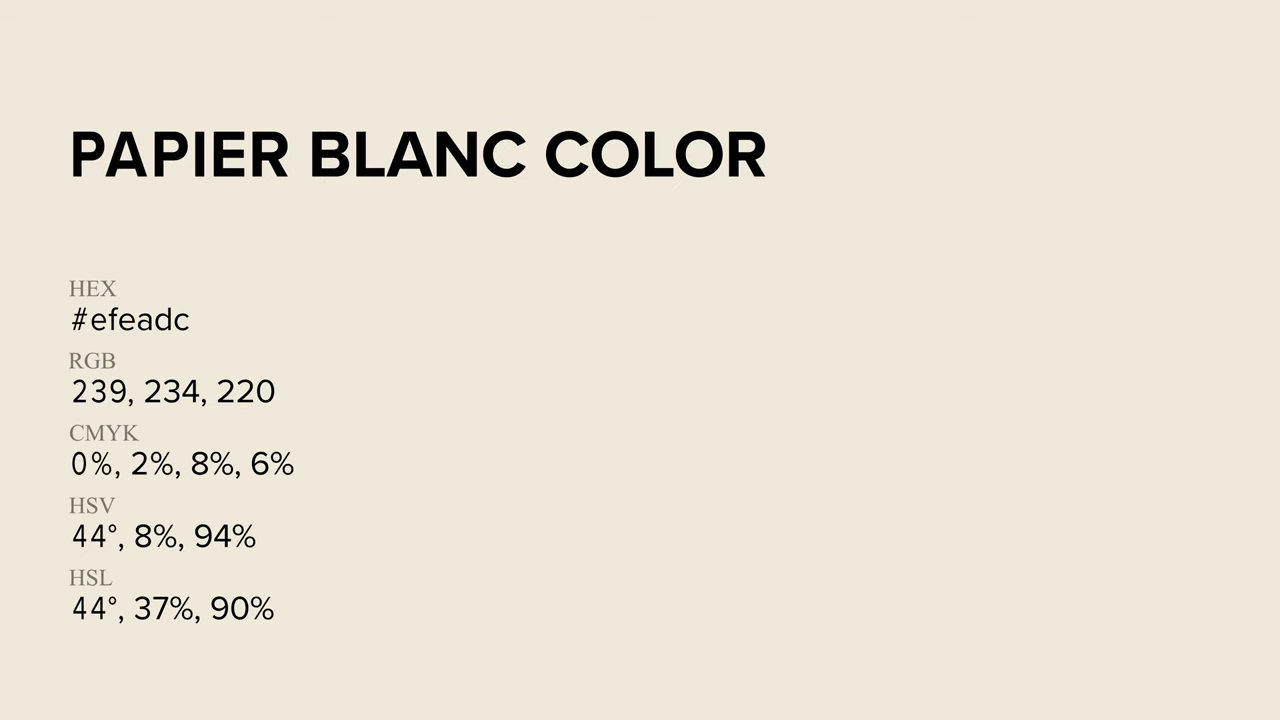 PAPIER BLANC COLOR
HEX
#efeadc
RGB
239, 234, 220
CMYK
0%, 2%, 8%, 6%
HSV
44°, 8%, 94%
HSL
44°, 37%, 90%